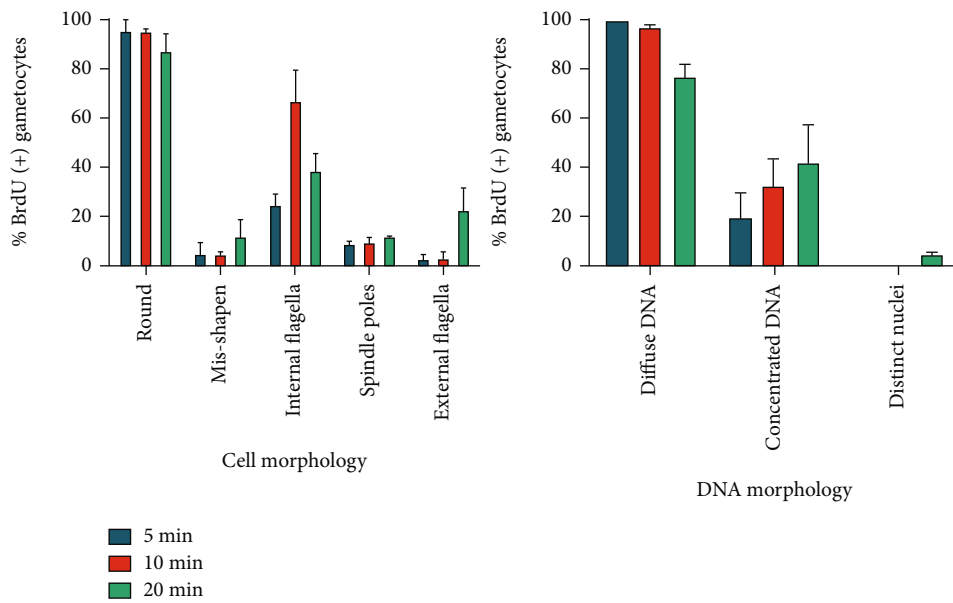 % BrdU (+) gametocytes
100
80
60
40
20
0
Round
Mis-shapen
Internal flagella
Spindle poles
External flagella
Cell morphology
% BrdU (+) gametocytes
100
80
60
40
20
0
Diffuse DNA
Concentrated DNA
Distinct nuclei
DNA morphology
5 min
10 min
20 min